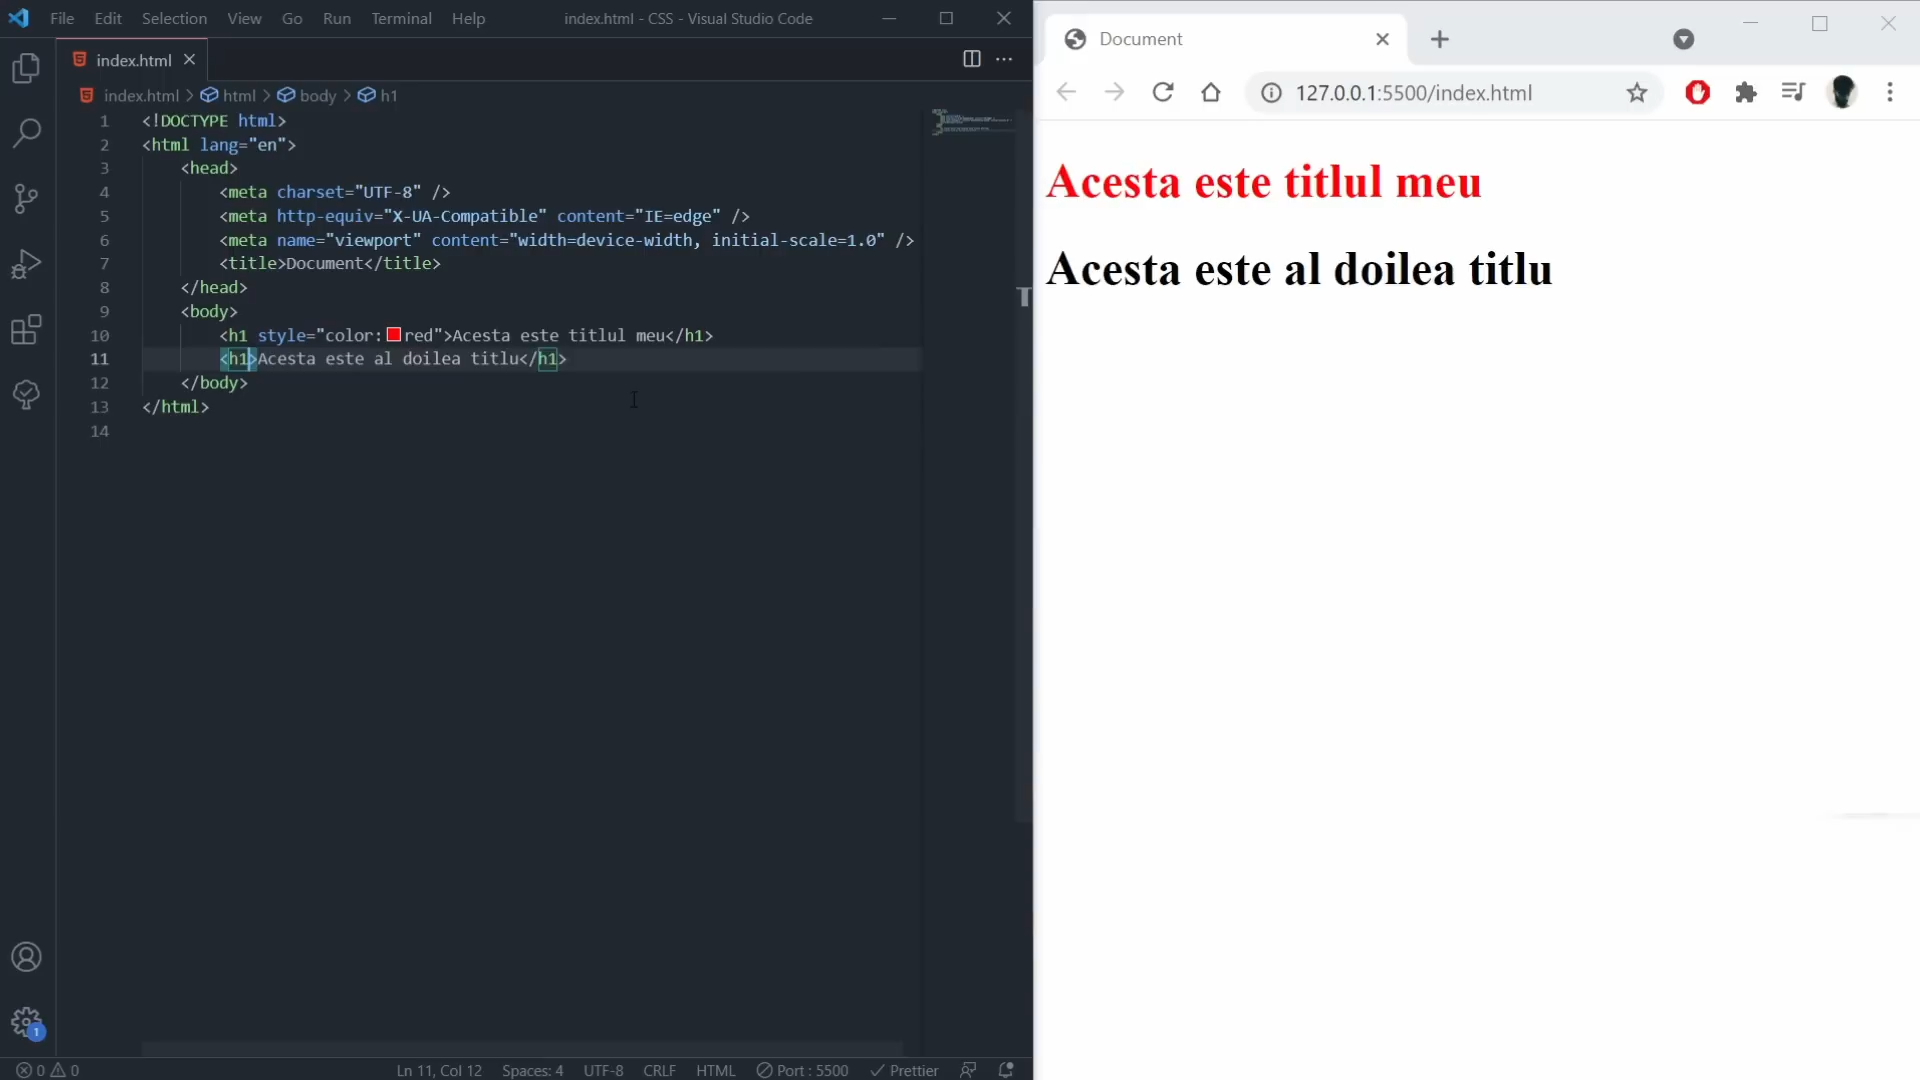 File Edit Selection View Go Run Terminal Help index.html - CSS - Visual Studio Code
index.html
index.html > html > body > h1
1 <!DOCTYPE html>
2 <html lang="en">
3 <head>
4 <meta charset="UTF-8" />
5 <meta http-equiv="X-UA-Compatible" content="IE=edge" />
6 <meta name="viewport" content="width=device-width, initial-scale=1.0" />
7 <title>Document</title>
8 </head>
9 <body>
10 <h1 style="color:red">Acesta este titlul meu</h1>
11 <h1>Acesta este al doilea titlu</h1>
12 </body>
13 </html>
14
1
0 0 Ln 11, Col 12 Spaces: 4 UTF-8 CRLF HTML Port : 5500 Prettier
Document
127.0.0.1:5500/index.html
Acesta este titlul meu
Acesta este al doilea titlu
T